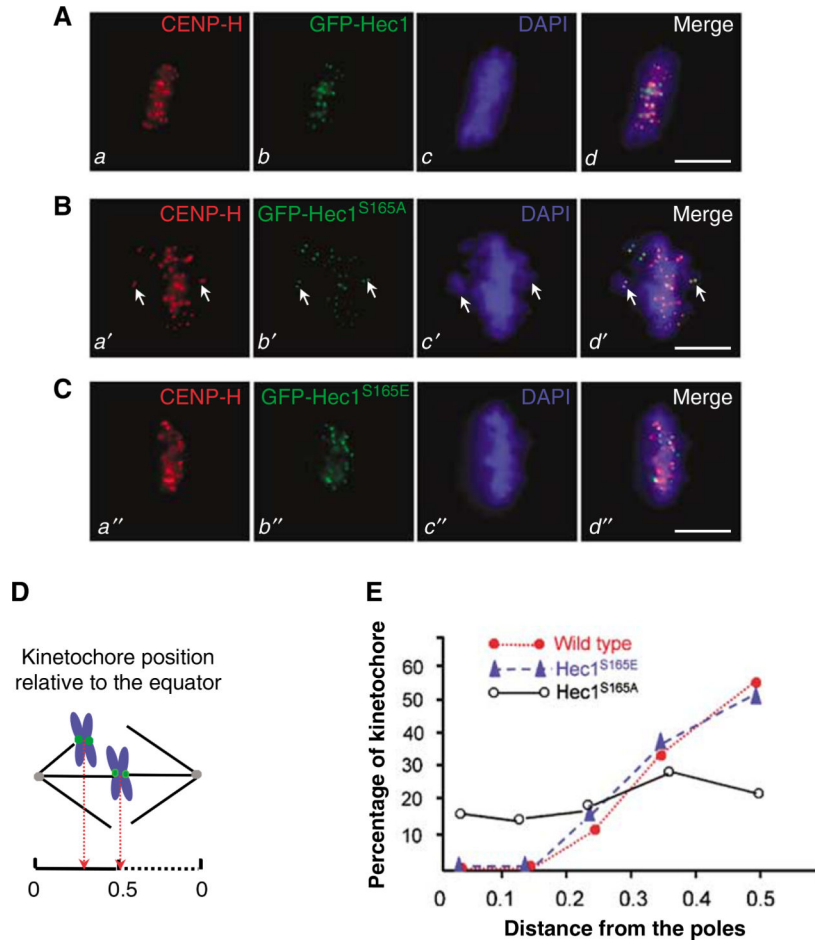 A
CENP-H
GFP-Hec1
DAPI
Merge
a
b
c
d
B
CENP-H
GFP-Hec1S165A
DAPI
Merge
a′
b′
c′
d′
C
CENP-H
GFP-Hec1S165E
DAPI
Merge
a″
b″
c″
d″
D
Kinetochore position
relative to the equator
0
0.5
0
E
Percentage of kinetochore
60
50
40
30
20
10
Wild type
Hec1S165E
Hec1S165A
0
0.1
0.2
0.3
0.4
0.5
Distance from the poles